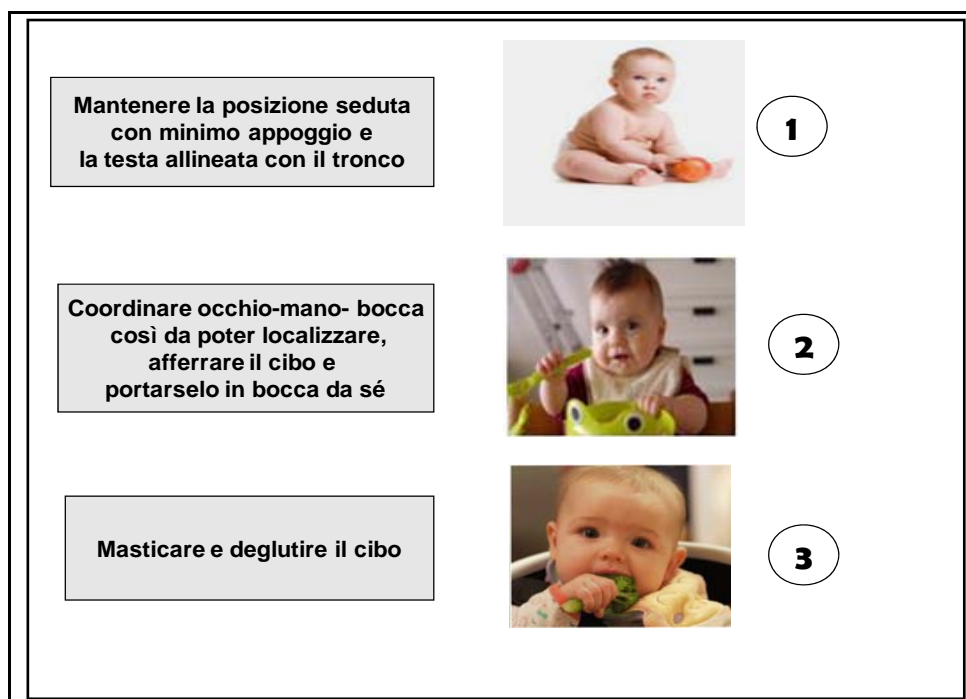 Mantenere la posizione seduta
con minimo appoggio e
la testa allineata con il tronco
1
Coordinare occhio-mano- bocca
così da poter localizzare,
afferrare il cibo e
portarselo in bocca da sé
2
Masticare e deglutire il cibo
3